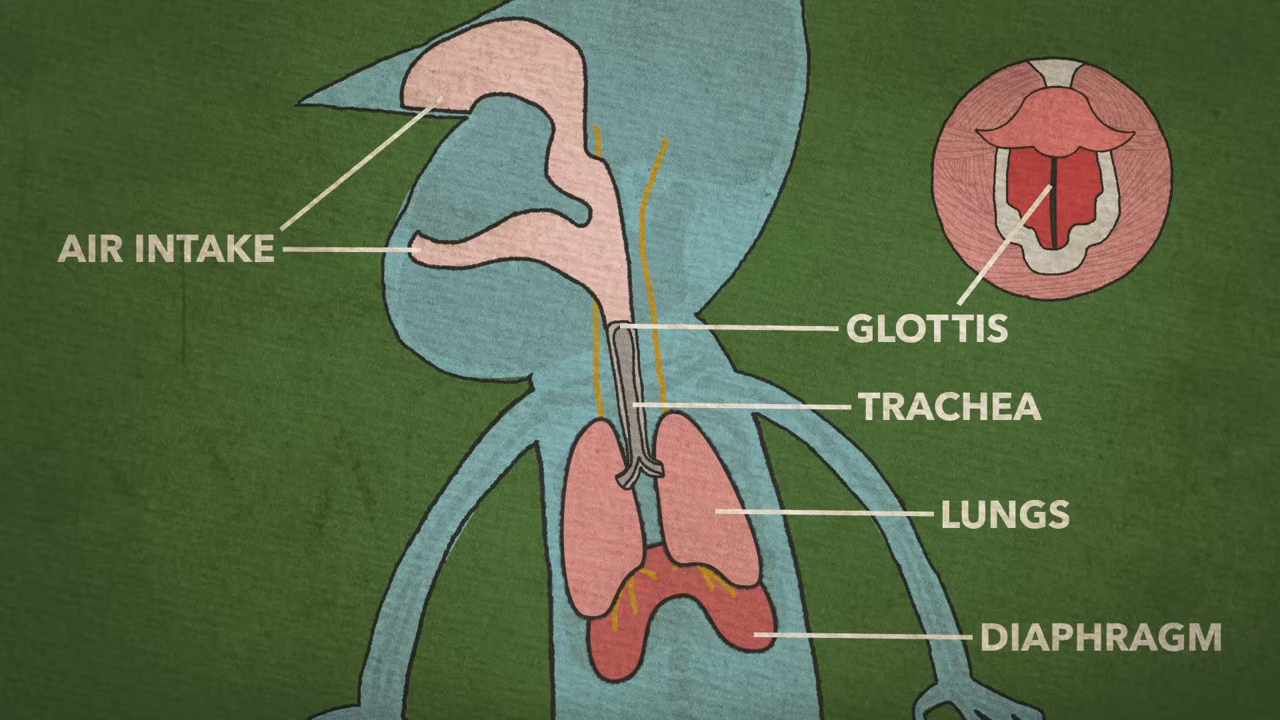 AIR INTAKE
GLOTTIS
TRACHEA
LUNGS
DIAPHRAGM